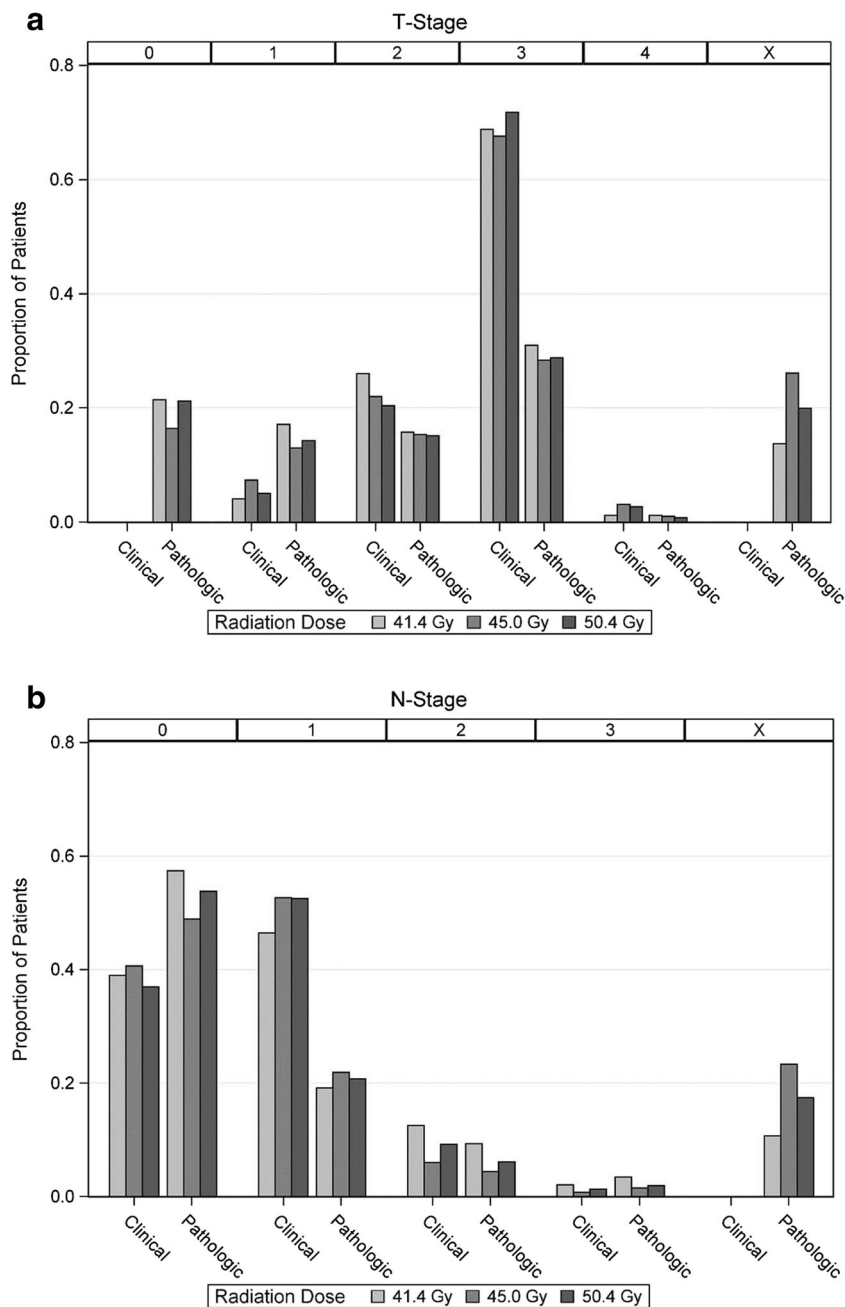 a
T-Stage
0 1 2 3 4 X
0.8
0.6
0.4
0.2
0.0
Proportion of Patients
Clinical Pathologic Clinical Pathologic Clinical Pathologic Clinical Pathologic Clinical Pathologic Clinical Pathologic
Radiation Dose 41.4 Gy 45.0 Gy 50.4 Gy
b
N-Stage
0 1 2 3 X
0.8
0.6
0.4
0.2
0.0
Proportion of Patients
Clinical Pathologic Clinical Pathologic Clinical Pathologic Clinical Pathologic Clinical Pathologic
Radiation Dose 41.4 Gy 45.0 Gy 50.4 Gy